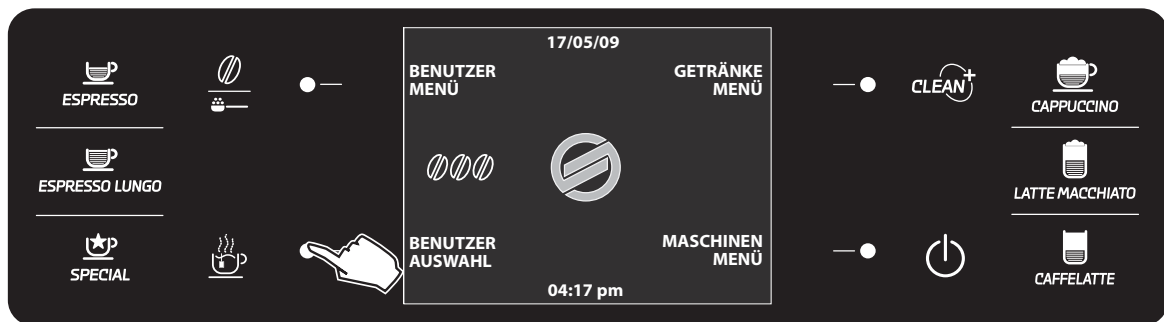 ESPRESSO
ESPRESSO LUNGO
SPECIAL
17/05/09
BENUTZER
MENÜ
GETRÄNKE
MENÜ
BENUTZER
AUSWAHL
MASCHINEN
MENÜ
04:17 pm
CLEAN+
CAPPUCCINO
LATTE MACCHIATO
CAFFELATTE